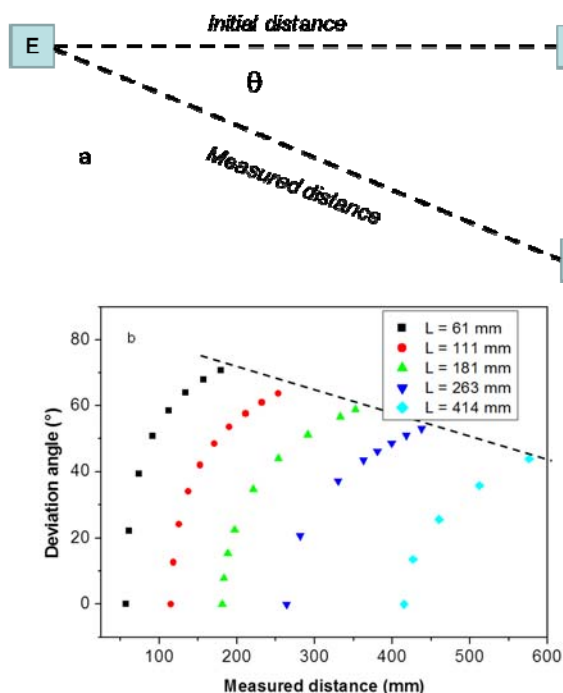 Initial distance
E
θ
a
Measured distance
b
L = 61 mm
L = 111 mm
L = 181 mm
L = 263 mm
L = 414 mm
80
60
40
20
0
Deviation angle (°)
100 200 300 400 500 600
Measured distance (mm)